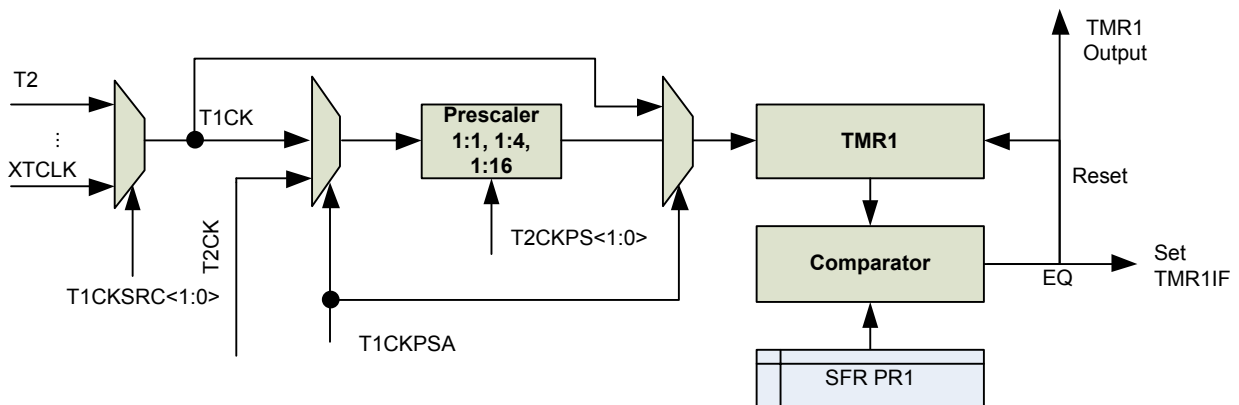 TMR1
Output
T2
...
XTCLK
T1CK
Prescaler
1:1, 1:4,
1:16
TMR1
Reset
T2CK
T2CKPS<1:0>
Comparator
EQ
Set
TMR1IF
T1CKSRC<1:0>
T1CKPSA
SFR PR1